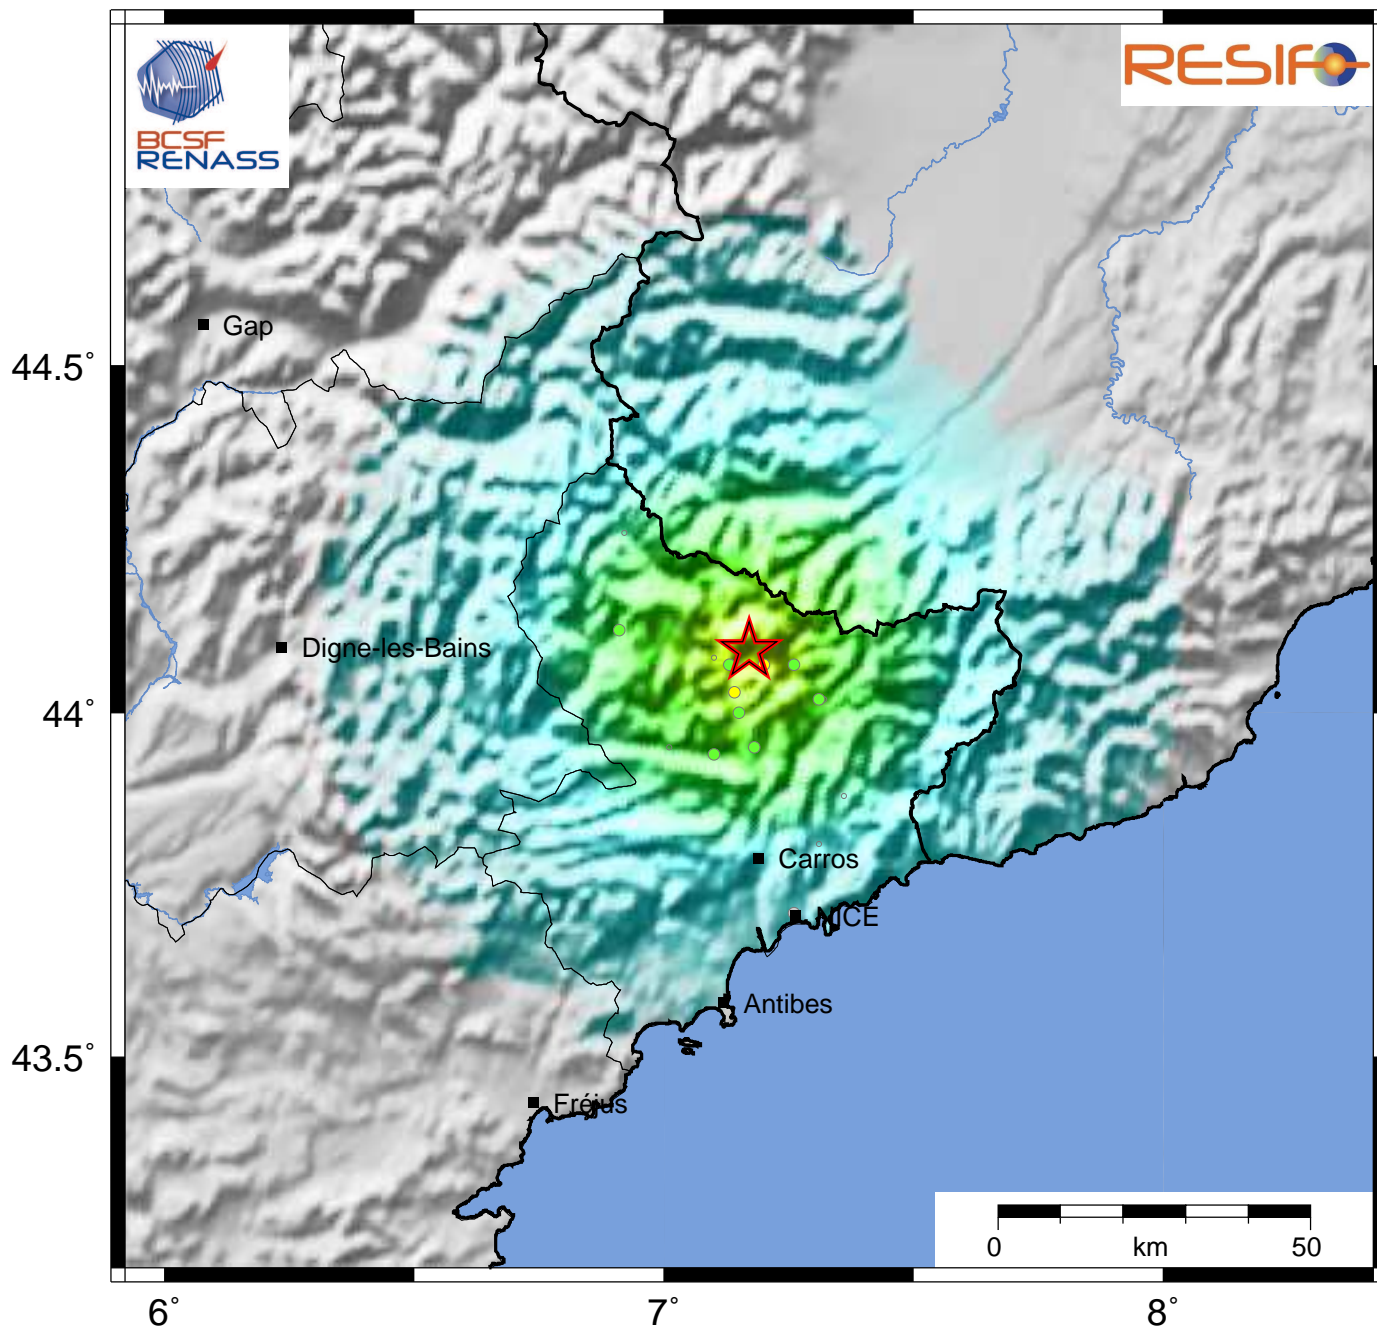 BCSF
RENASS
RESIF
Gap
44.5°
Digne-les-Bains
44°
Carros
NICE
Antibes
43.5°
Fréjus
0 km 50
6° 7° 8°